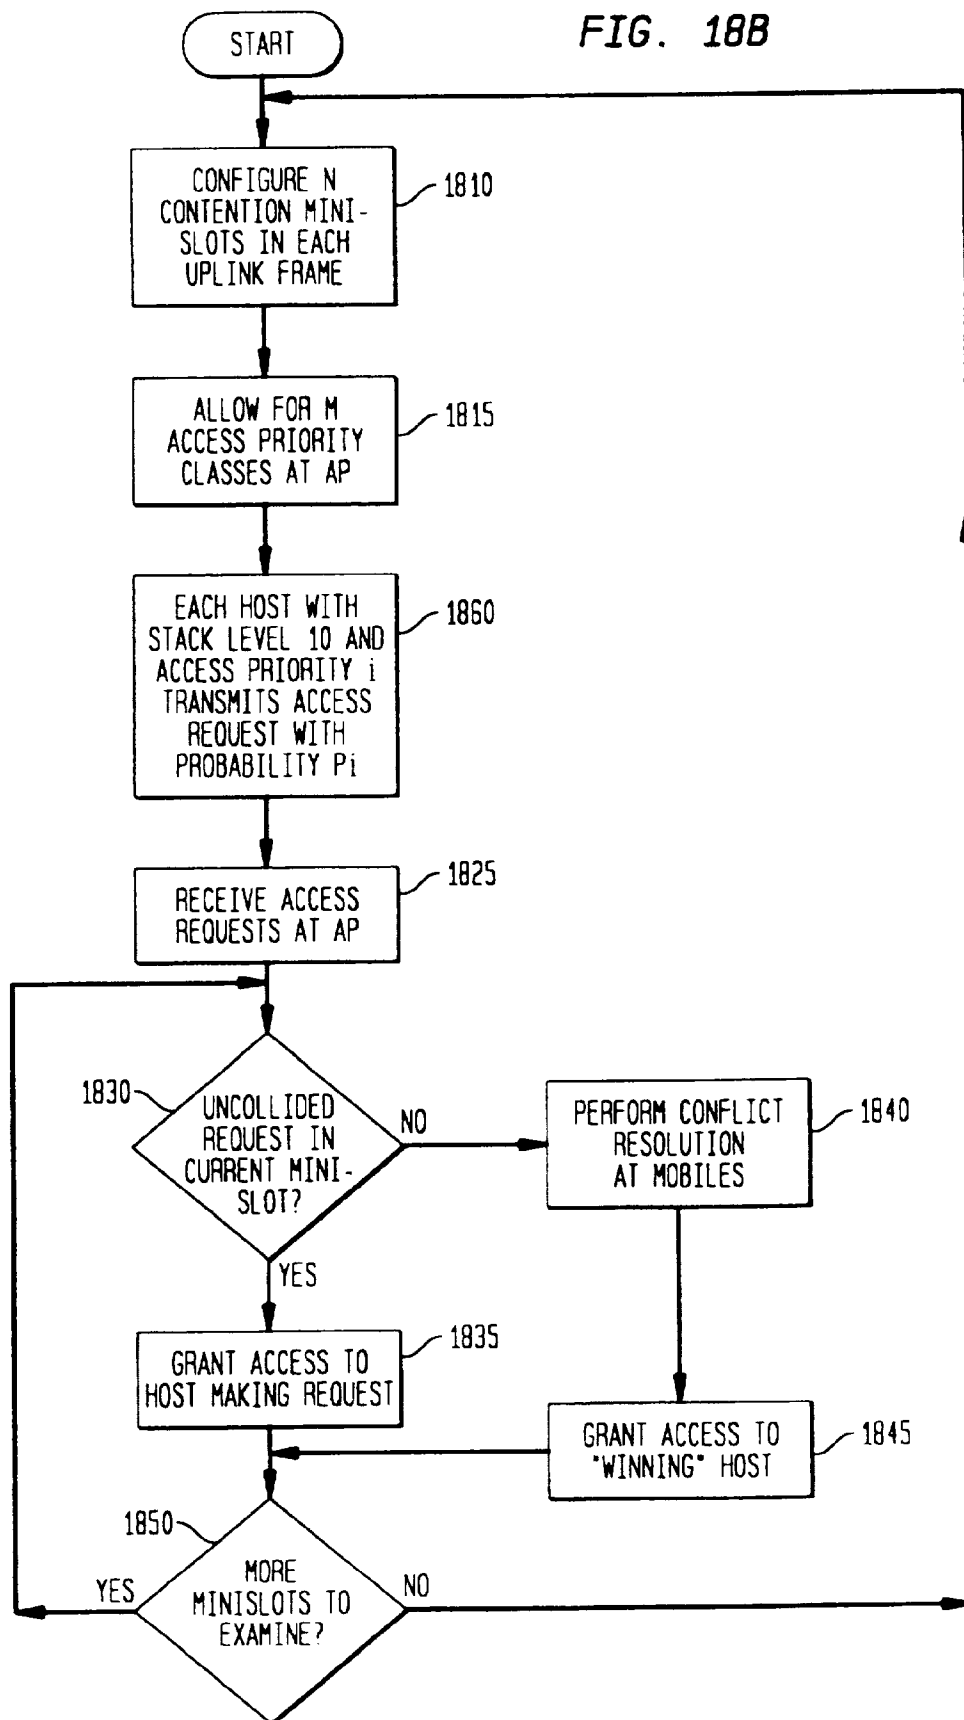 START
FIG. 18B
CONFIGURE N
CONTENTION MINI-
SLOTS IN EACH
UPLINK FRAME
1810
ALLOW FOR M
ACCESS PRIORITY
CLASSES AT AP
1815
EACH HOST WITH
STACK LEVEL 10 AND
ACCESS PRIORITY i
TRANSMITS ACCESS
REQUEST WITH
PROBABILITY Pi
1860
RECEIVE ACCESS
REQUESTS AT AP
1825
1830
UNCOLLIDED
REQUEST IN
CURRENT MINI-
SLOT?
NO
YES
PERFORM CONFLICT
RESOLUTION
AT MOBILES
1840
GRANT ACCESS TO
HOST MAKING REQUEST
1835
GRANT ACCESS TO
"WINNING" HOST
1845
1850
MORE
MINISLOTS TO
EXAMINE?
YES
NO